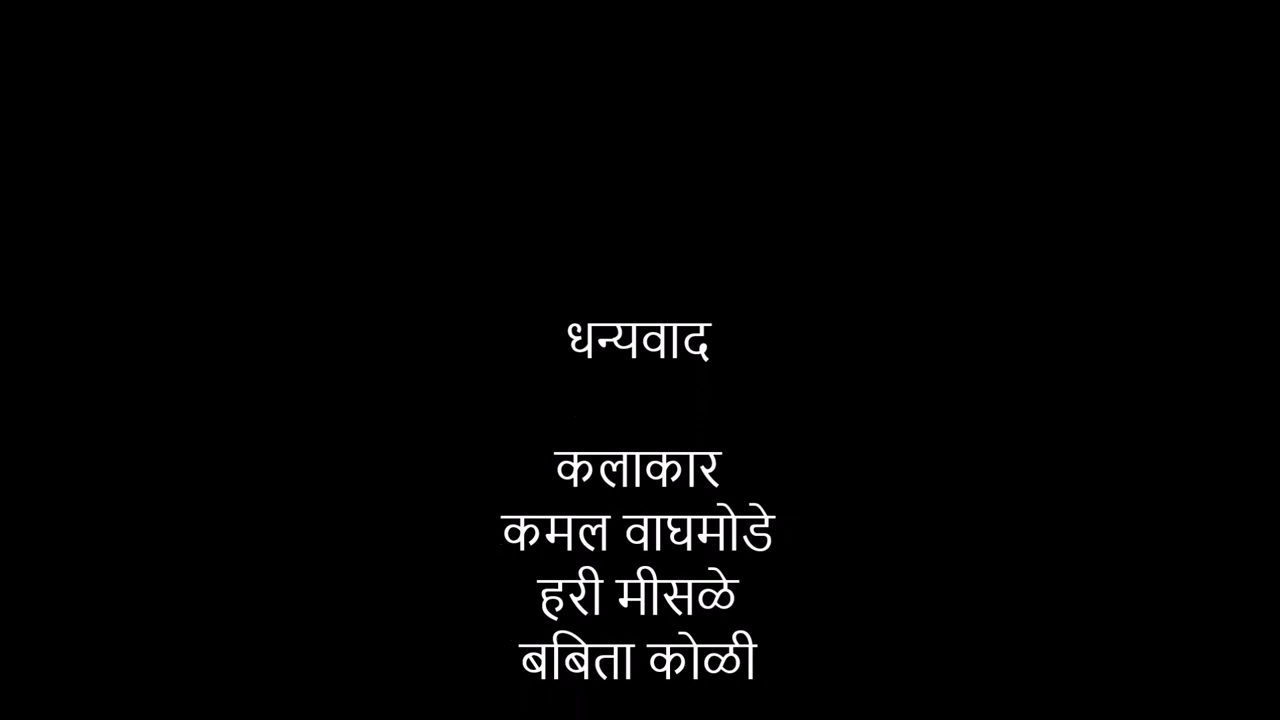 धन्यवाद
कलाकार
कमल वाघमोडे
हरी मीसळे
बबिता कोळी